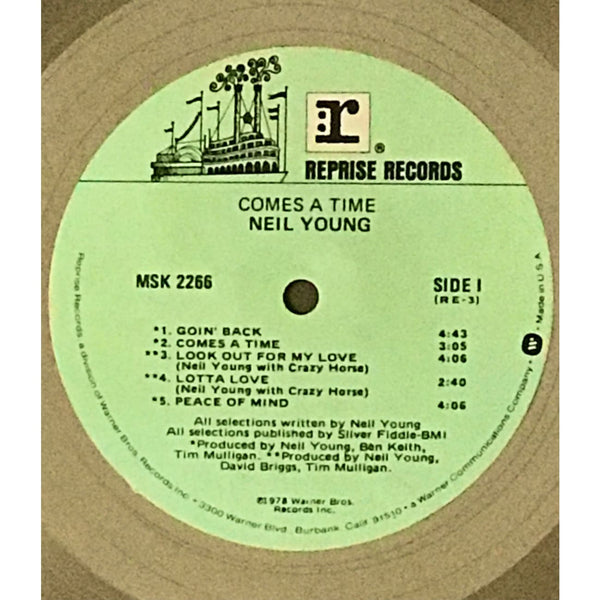 r ®
REPRISE RECORDS
COMES A TIME
NEIL YOUNG
MSK 2266
SIDE I
(RE-3)
*1. GOIN' BACK 4:43
*2. COMES A TIME 3:05
**3. LOOK OUT FOR MY LOVE 4:06
(Neil Young with Crazy Horse)
**4. LOTTA LOVE 2:40
(Neil Young with Crazy Horse)
*5. PEACE OF MIND 4:06
All selections written by Neil Young
All selections published by Silver Fiddle-BMI
*Produced by Neil Young, Ben Keith,
Tim Mulligan. **Produced by Neil Young,
David Briggs, Tim Mulligan.
℗1978 Warner Bros.
Records Inc.
Reprise Records, a division of Warner Bros. Records Inc. • 3300 Warner Blvd., Burbank, Calif. 91510 • a Warner Communications Company • Made in U.S.A.